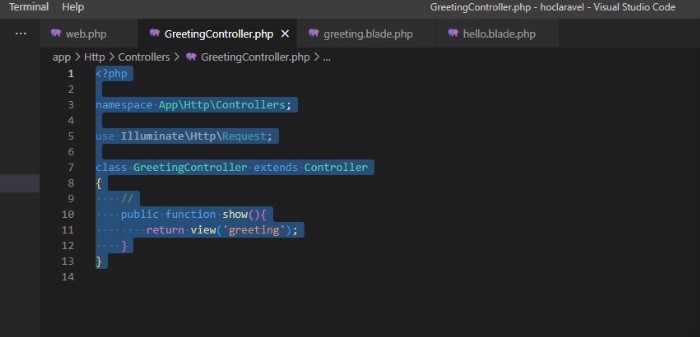 Terminal Help GreetingController.php - hoclaravel - Visual Studio Code
··· web.php GreetingController.php × greeting.blade.php hello.blade.php
app > Http > Controllers > GreetingController.php > ...
1 <?php
2
3 namespace App\Http\Controllers;
4
5 use Illuminate\Http\Request;
6
7 class GreetingController extends Controller
8 {
9     //
10     public function show(){
11         return view('greeting');
12     }
13 }
14